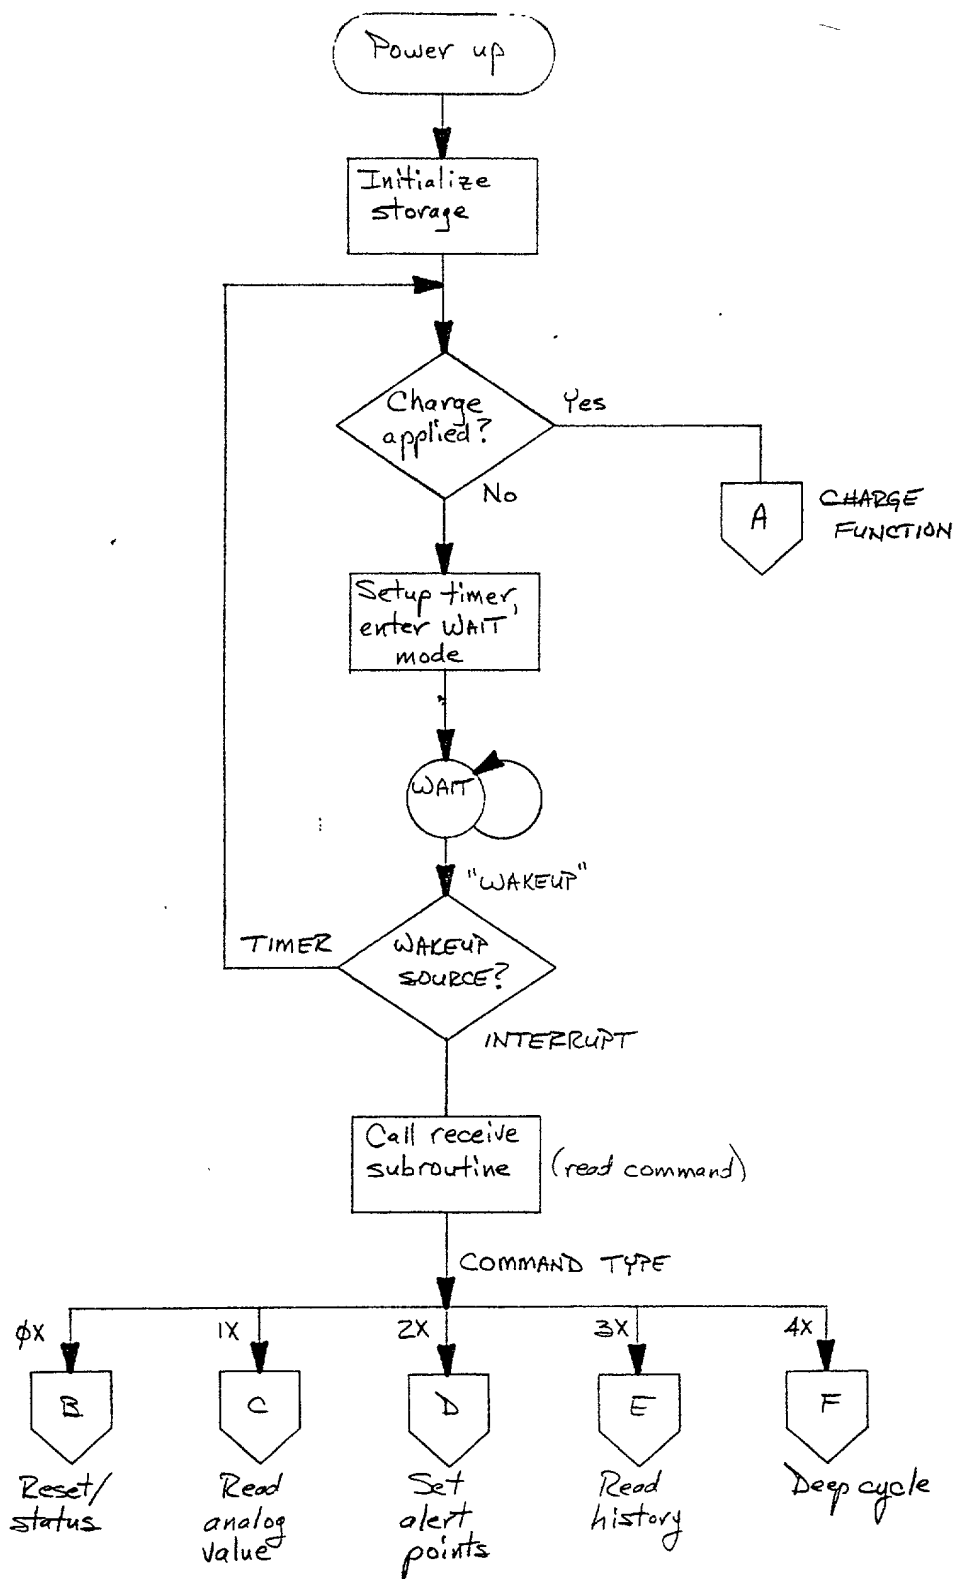 Power up
Initialize
storage
Charge
applied?
Yes
No
A
CHARGE
FUNCTION
Setup timer,
enter WAIT
mode
WAIT
"WAKEUP"
TIMER
WAKEUP
SOURCE?
INTERRUPT
Call receive
subroutine
(read command)
COMMAND TYPE
0X
1X
2X
3X
4X
B
C
D
E
F
Reset/
status
Read
analog
value
Set
alert
points
Read
history
Deep cycle